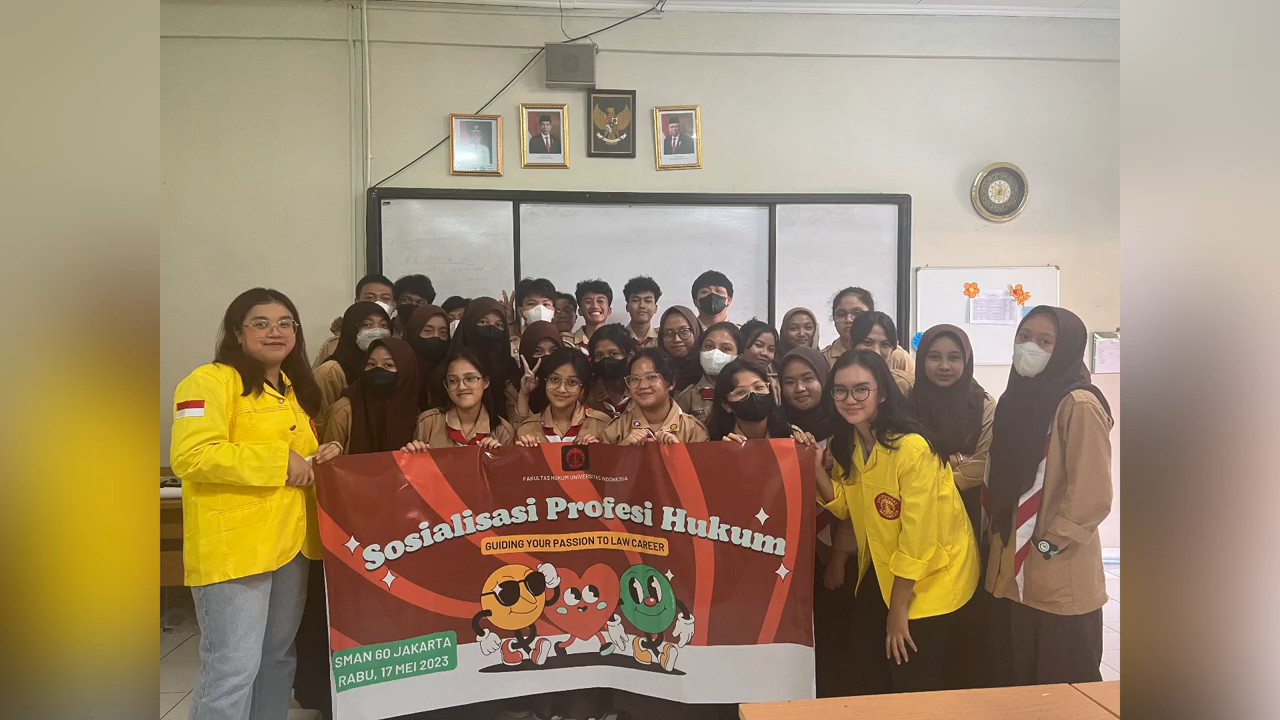 FAKULTAS HUKUM UNIVERSITAS INDONESIA
Sosialisasi Profesi Hukum
GUIDING YOUR PASSION TO LAW CAREER
SMAN 60 JAKARTA
RABU, 17 MEI 2023